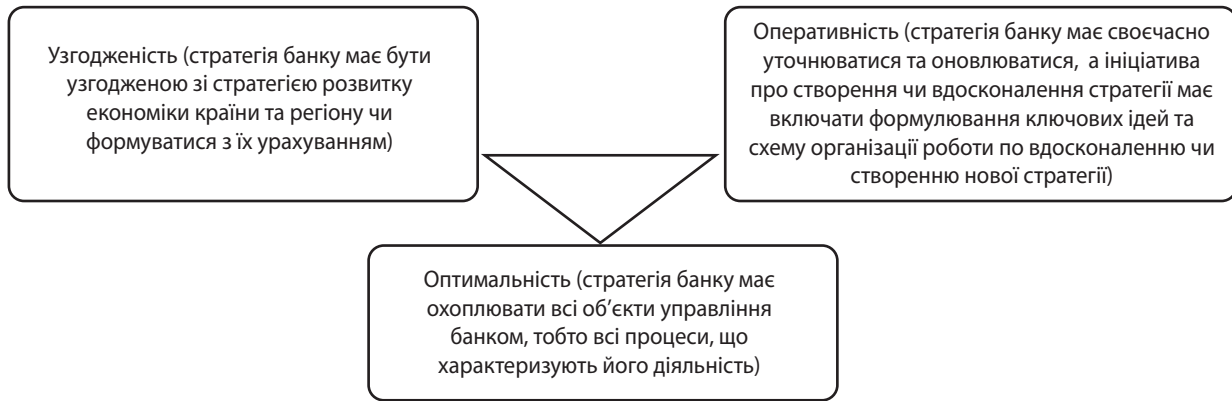 Узгодженість (стратегія банку має бути
узгодженою зі стратегією розвитку
економіки країни та регіону чи
формуватися з їх урахуванням)
Оперативність (стратегія банку має своєчасно
уточнюватися та оновлюватися, а ініціатива
про створення чи вдосконалення стратегії має
включати формулювання ключових ідей та
схему організації роботи по вдосконаленню чи
створенню нової стратегії)
Оптимальність (стратегія банку має
охоплювати всі об’єкти управління
банком, тобто всі процеси, що
характеризують його діяльність)